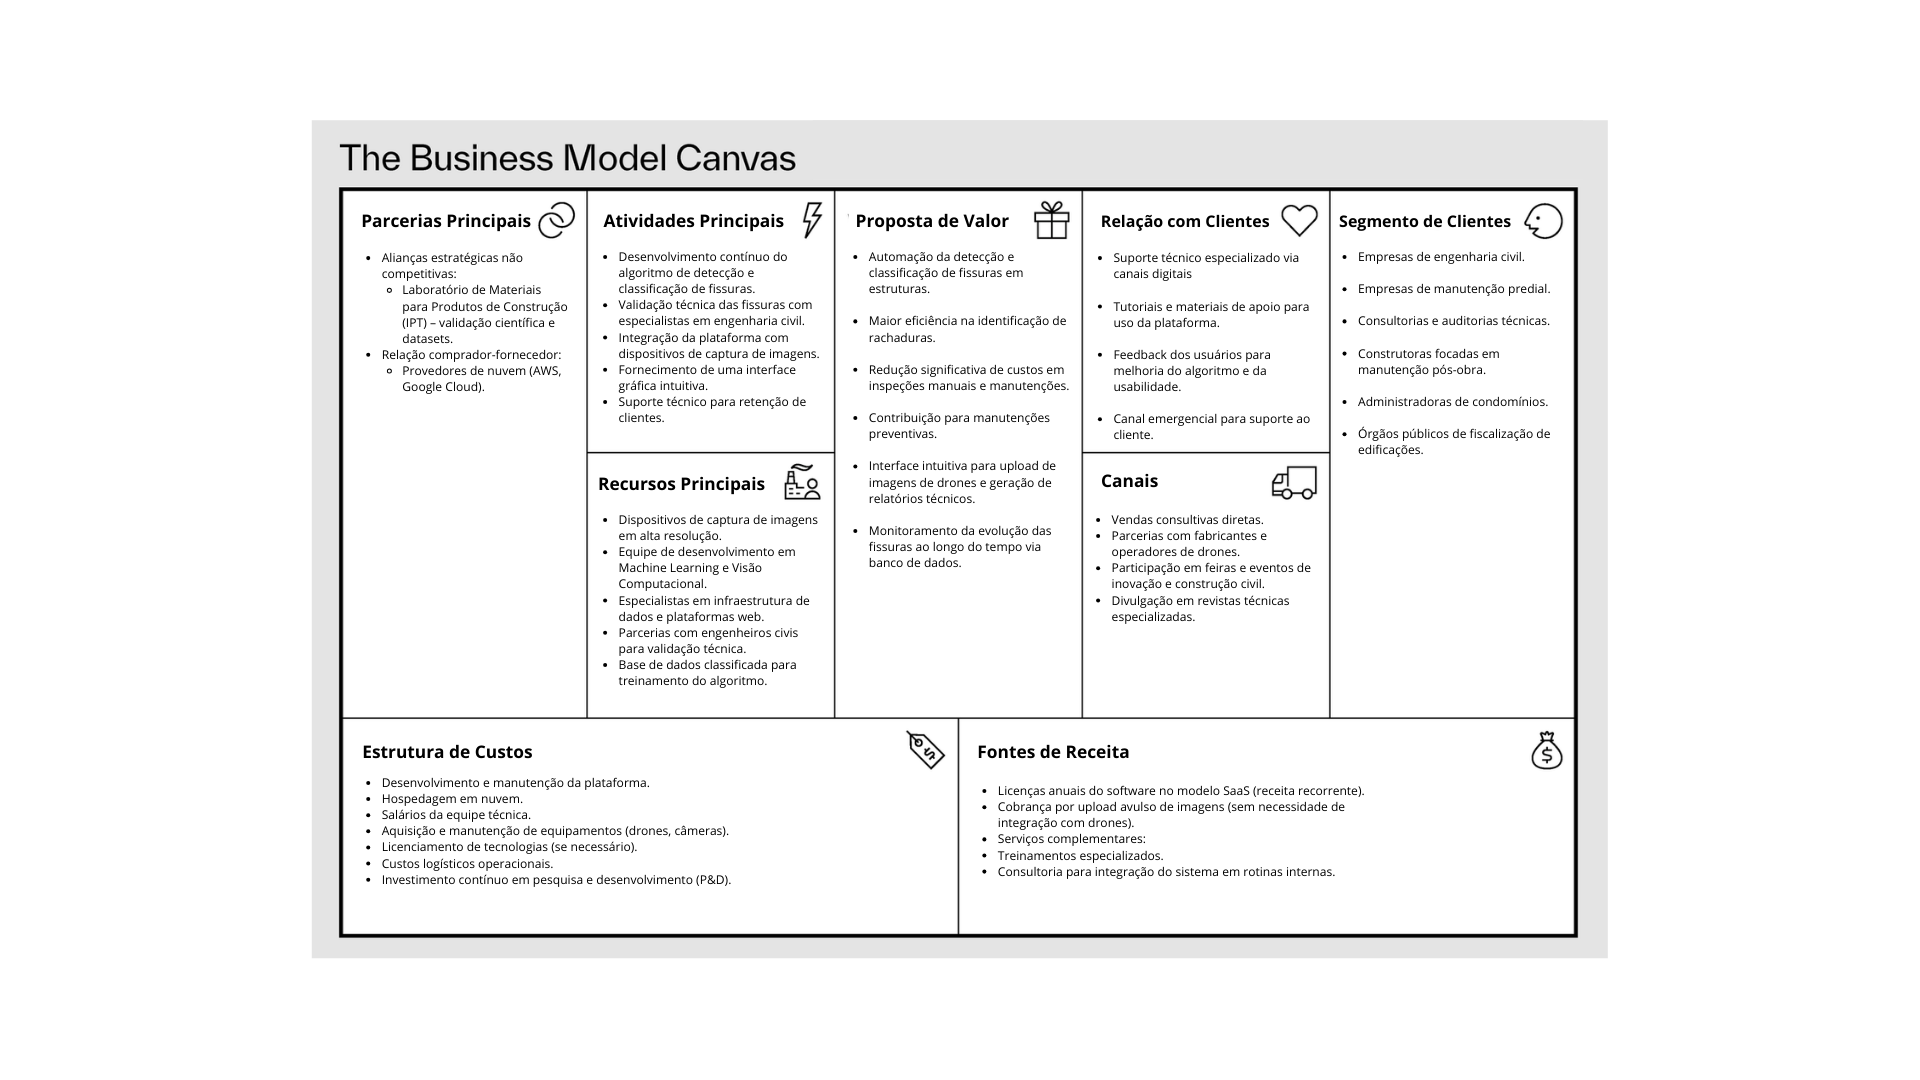 The Business Model Canvas
Parcerias Principais
• Alianças estratégicas não
competitivas:
Laboratório de Materiais
para Produtos de Construção
(IPT) – validação científica e
datasets.
• Relação comprador-fornecedor:
Provedores de nuvem (AWS,
Google Cloud).
Atividades Principais
• Desenvolvimento contínuo do
algoritmo de detecção e
classificação de fissuras.
• Validação técnica das fissuras com
especialistas em engenharia civil.
• Integração da plataforma com
dispositivos de captura de imagens.
• Fornecimento de uma interface
gráfica intuitiva.
• Suporte técnico para retenção de
clientes.
Recursos Principais
• Dispositivos de captura de imagens
em alta resolução.
• Equipe de desenvolvimento em
Machine Learning e Visão
Computacional.
• Especialistas em infraestrutura de
dados e plataformas web.
• Parcerias com engenheiros civis
para validação técnica.
• Base de dados classificada para
treinamento do algoritmo.
Proposta de Valor
• Automação da detecção e
classificação de fissuras em
estruturas.
• Maior eficiência na identificação de
rachaduras.
• Redução significativa de custos em
inspeções manuais e manutenções.
• Contribuição para manutenções
preventivas.
• Interface intuitiva para upload de
imagens de drones e geração de
relatórios técnicos.
• Monitoramento da evolução das
fissuras ao longo do tempo via
banco de dados.
Relação com Clientes
• Suporte técnico especializado via
canais digitais
• Tutoriais e materiais de apoio para
uso da plataforma.
• Feedback dos usuários para
melhoria do algoritmo e da
usabilidade.
• Canal emergencial para suporte ao
cliente.
Canais
• Vendas consultivas diretas.
• Parcerias com fabricantes e
operadores de drones.
• Participação em feiras e eventos de
inovação e construção civil.
• Divulgação em revistas técnicas
especializadas.
Segmento de Clientes
• Empresas de engenharia civil.
• Empresas de manutenção predial.
• Consultorias e auditorias técnicas.
• Construtoras focadas em
manutenção pós-obra.
• Administradoras de condomínios.
• Órgãos públicos de fiscalização de
edificações.
Estrutura de Custos
$
• Desenvolvimento e manutenção da plataforma.
• Hospedagem em nuvem.
• Salários da equipe técnica.
• Aquisição e manutenção de equipamentos (drones, câmeras).
• Licenciamento de tecnologias (se necessário).
• Custos logísticos operacionais.
• Investimento contínuo em pesquisa e desenvolvimento (P&D).
Fontes de Receita
$
• Licenças anuais do software no modelo SaaS (receita recorrente).
• Cobrança por upload avulso de imagens (sem necessidade de
integração com drones).
• Serviços complementares:
• Treinamentos especializados.
• Consultoria para integração do sistema em rotinas internas.